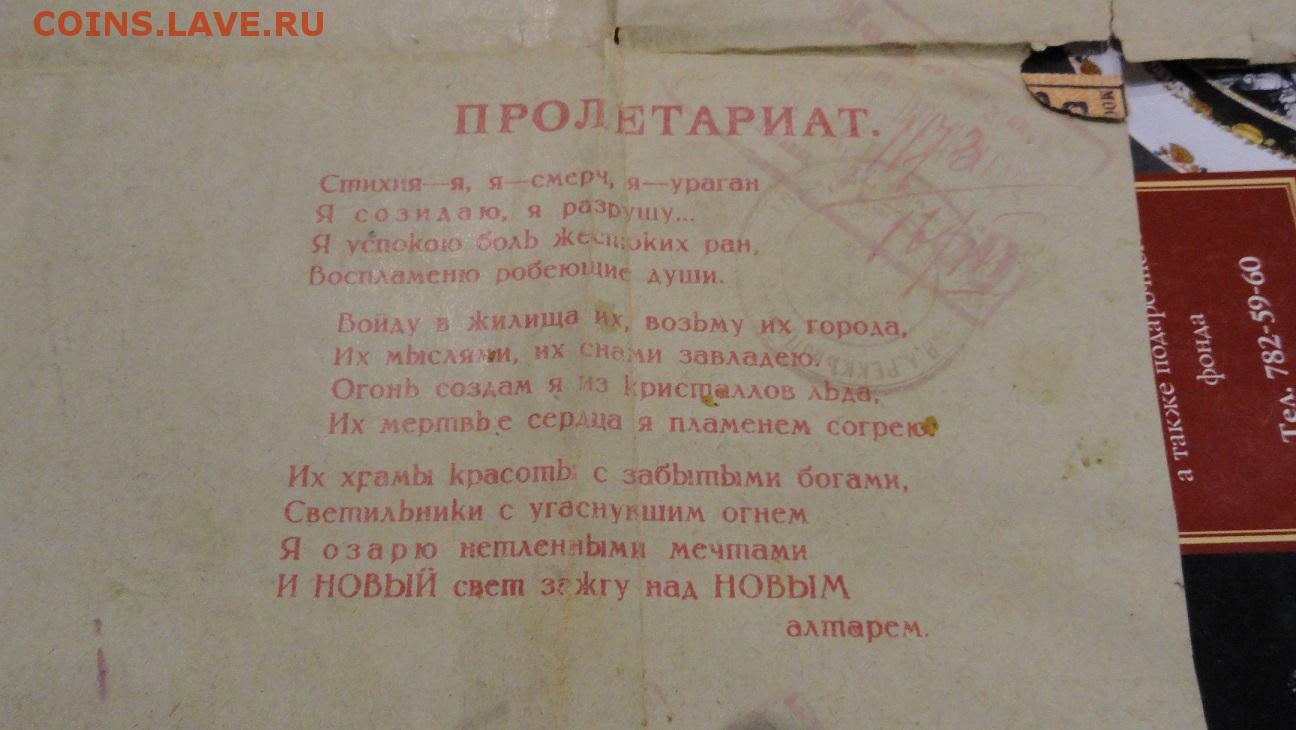 COINS.LAVE.RU
ПРОЛЕТАРИАТ.
Стихия—я, я—смерч, я—ураган
Я созидаю, я разрушу...
Я успокою боль жестоких ран,
Воспламеню робеющие души.
Войду в жилища их, возьму их города,
Их мыслями, их снами завладею.
Огонь создам я из кристаллов льда,
Их мертвые сердца я пламенем согрею.
Их храмы красоты с забытыми богами,
Светильники с угаснувшим огнем
Я озарю нетленными мечтами
И НОВЫЙ свет зажгу над НОВЫМ
алтарем.
а также подарочн
фонда
Тел. 782-59-60